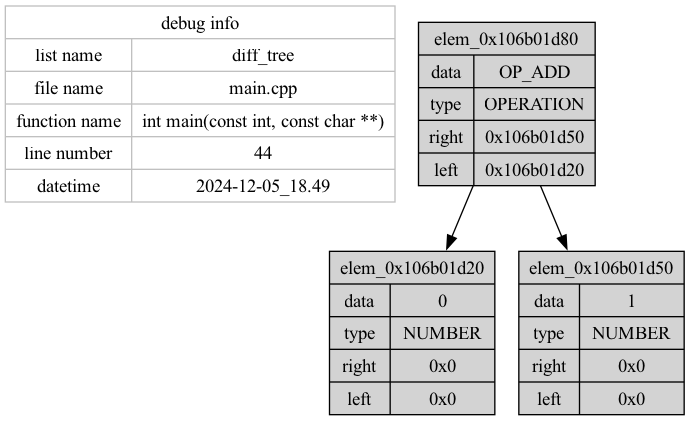 debug info
list name diff_tree
file name main.cpp
function name int main(const int, const char **)
line number 44
datetime 2024-12-05_18.49
elem_0x106b01d80
data OP_ADD
type OPERATION
right 0x106b01d50
left 0x106b01d20
elem_0x106b01d20
data 0
type NUMBER
right 0x0
left 0x0
elem_0x106b01d50
data 1
type NUMBER
right 0x0
left 0x0